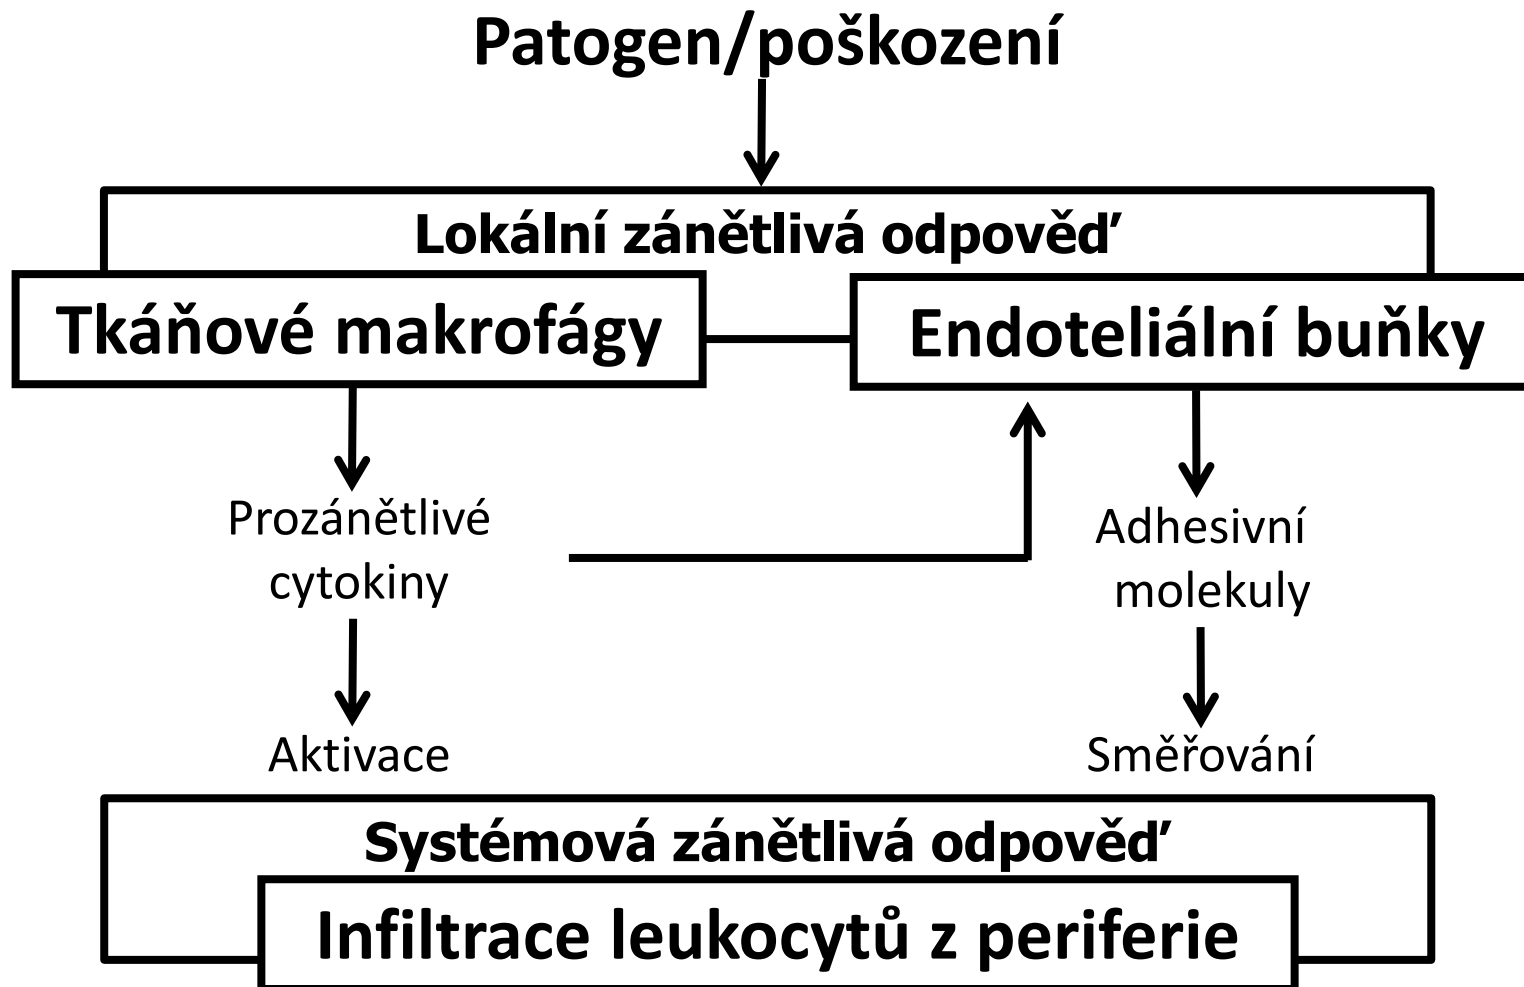 Patogen/poškození
Lokální zánětlivá odpověď
Tkáňové makrofágy
Endoteliální buňky
Prozánětlivé
cytokiny
Adhesivní
molekuly
Aktivace
Směřování
Systémová zánětlivá odpověď
Infiltrace leukocytů z periferie